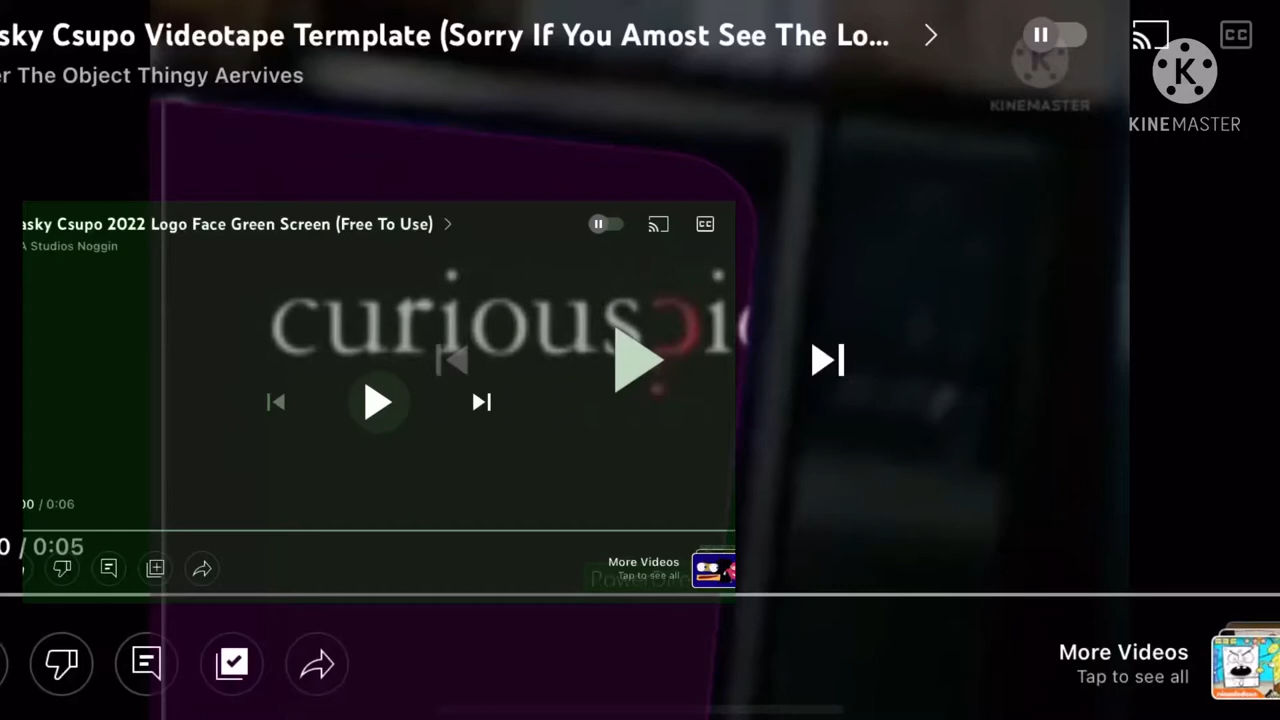 sky Csupo Videotape Termplate (Sorry If You Amost See The Lo...
er The Object Thingy Aervives
KINEMASTER
KINEMASTER
asky Csupo 2022 Logo Face Green Screen (Free To Use)
A Studios Noggin
curious
00 / 0:06
0 / 0:05
More Videos
Tap to see all
More Videos
Tap to see all